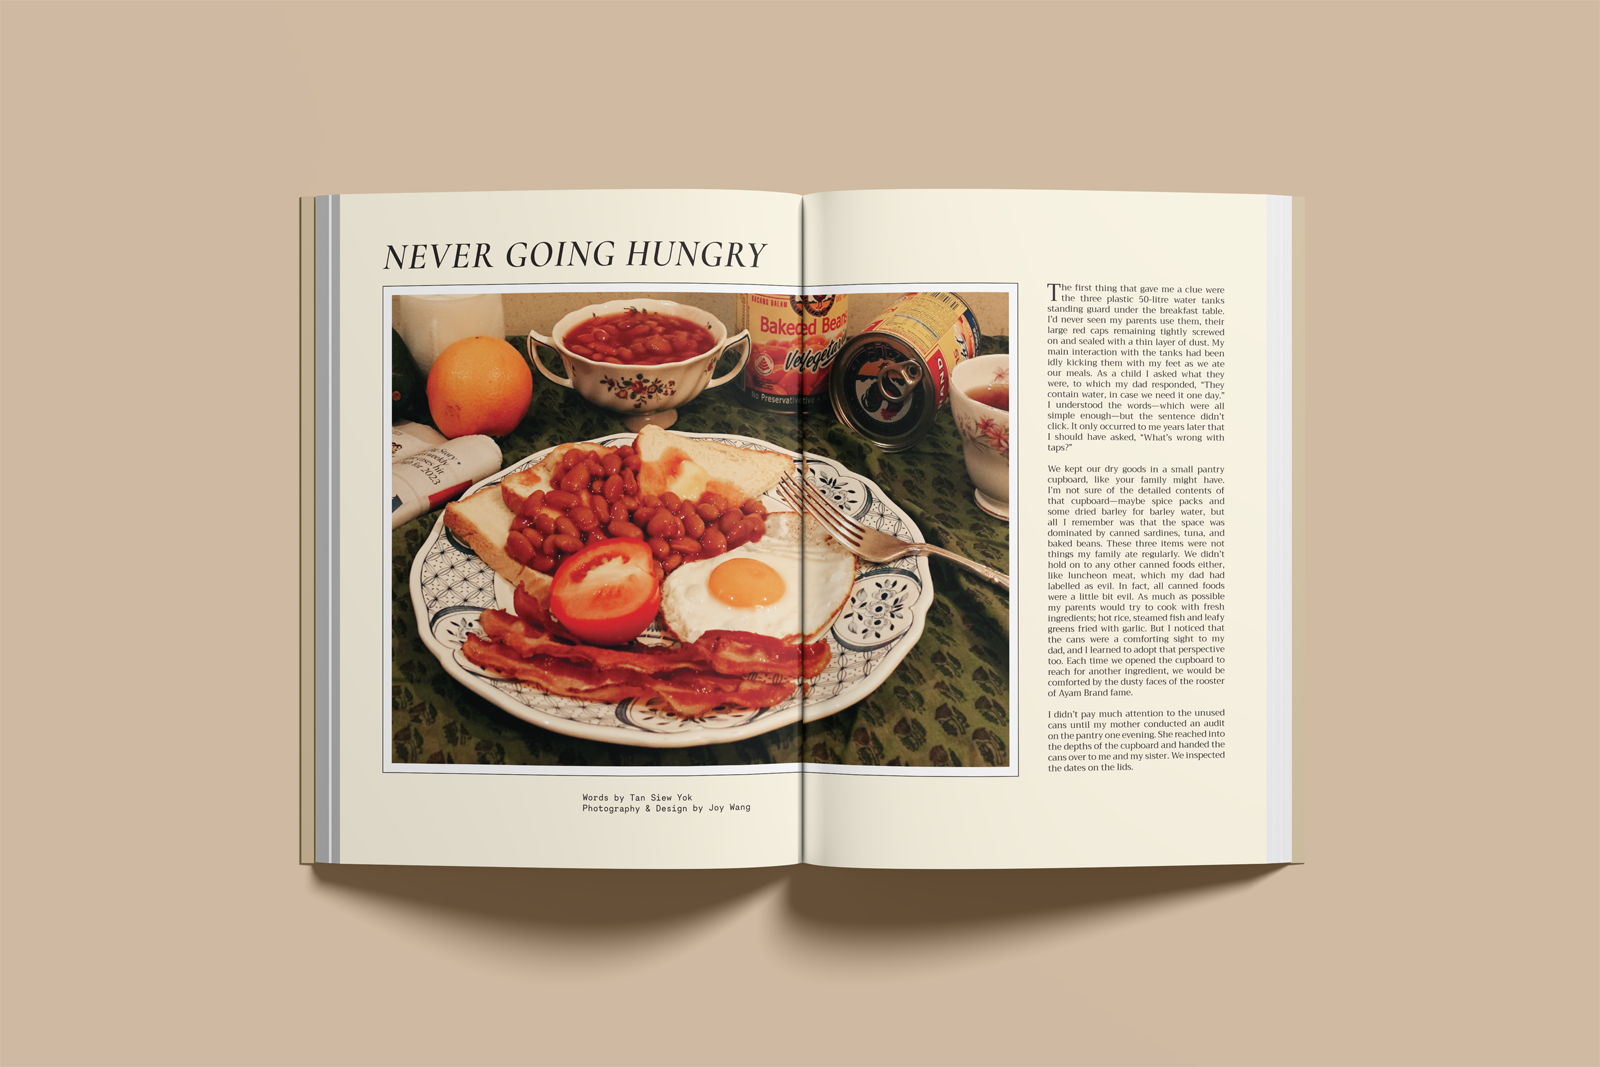 NEVER GOING HUNGRY
KACANG BALAM
Baked Beans
Vegetarian
No Preservative
AND
Story
weekly
2023
The first thing that gave me a clue were
the three plastic 50-litre water tanks
standing guard under the breakfast table.
I'd never seen my parents use them, their
large red caps remaining tightly screwed
on and sealed with a thin layer of dust. My
main interaction with the tanks had been
idly kicking them with my feet as we ate
our meals. As a child I asked what they
were, to which my dad responded, "They
contain water, in case we need it one day."
I understood the words—which were all
simple enough—but the sentence didn't
click. It only occurred to me years later that
I should have asked, "What's wrong with
taps?"
We kept our dry goods in a small pantry
cupboard, like your family might have.
I'm not sure of the detailed contents of
that cupboard—maybe spice packs and
some dried barley for barley water, but
all I remember was that the space was
dominated by canned sardines, tuna, and
baked beans. These three items were not
things my family ate regularly. We didn't
hold on to any other canned foods either,
like luncheon meat, which my dad had
labelled as evil. In fact, all canned foods
were a little bit evil. As much as possible
my parents would try to cook with fresh
ingredients; hot rice, steamed fish and leafy
greens fried with garlic. But I noticed that
the cans were a comforting sight to my
dad, and I learned to adopt that perspective
too. Each time we opened the cupboard to
reach for another ingredient, we would be
comforted by the dusty faces of the rooster
of Ayam Brand fame.
I didn't pay much attention to the unused
cans until my mother conducted an audit
on the pantry one evening. She reached into
the depths of the cupboard and handed the
cans over to me and my sister. We inspected
the dates on the lids.
Words by Tan Siew Yok
Photography & Design by Joy Wang